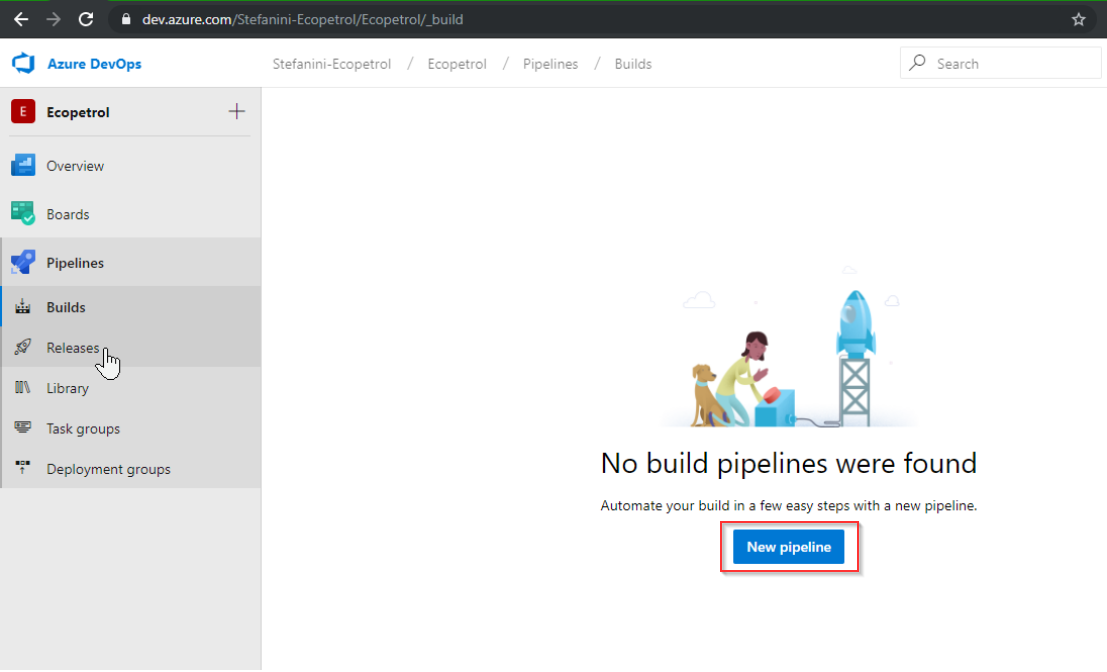 dev.azure.com/Stefanini-Ecopetrol/Ecopetrol/_build
Azure DevOps
Stefanini-Ecopetrol / Ecopetrol / Pipelines / Builds
Search
E Ecopetrol
Overview
Boards
Pipelines
Builds
Releases
Library
Task groups
Deployment groups
No build pipelines were found
Automate your build in a few easy steps with a new pipeline.
New pipeline